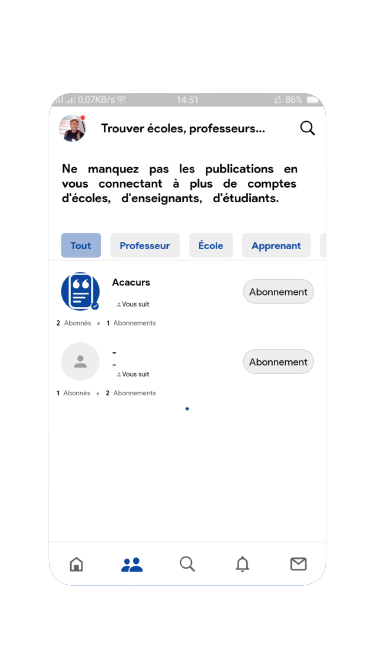 0,07KB/s 14:51 86%
Trouver écoles, professeurs...
Ne manquez pas les publications en
vous connectant à plus de comptes
d'écoles, d'enseignants, d'étudiants.
Tout Professeur École Apprenant
Acacurs
Vous suit
Abonnement
2 Abonnés • 1 Abonnements
-
-
Vous suit
Abonnement
1 Abonnés • 2 Abonnements